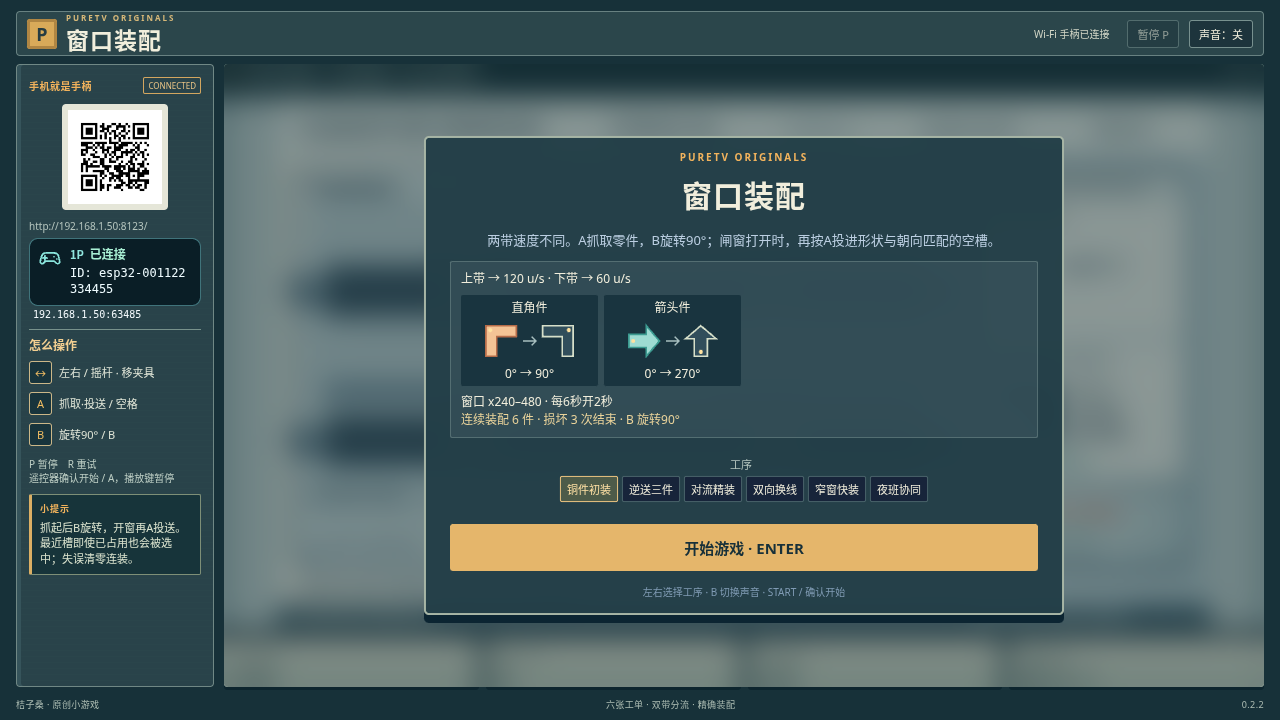 P
PURETV ORIGINALS
窗口装配
Wi-Fi 手柄已连接
暂停 P
声音：关
手机就是手柄
CONNECTED
http://192.168.1.50:8123/
1P 已连接
ID: esp32-001122
334455
192.168.1.50:63485
怎么操作
↔ 左右 / 摇杆 · 移夹具
A 抓取·投送 / 空格
B 旋转90° / B
P 暂停 R 重试
遥控器确认开始 / A，播放键暂停
小提示
抓起后B旋转，开窗再A投送。
最近槽即使已占用也会被选
中；失误清零连装。
PURETV ORIGINALS
窗口装配
两带速度不同。A抓取零件，B旋转90°；闸窗打开时，再按A投进形状与朝向匹配的空槽。
上带 → 120 u/s · 下带 → 60 u/s
直角件
→
0° → 90°
箭头件
→
0° → 270°
窗口 x240–480 · 每6秒开2秒
连续装配 6 件 · 损坏 3 次结束 · B 旋转90°
工序
铜件初装
逆送三件
对流精装
双向换线
窄窗快装
夜班协同
开始游戏 · ENTER
左右选择工序 · B 切换声音 · START / 确认开始
桔子桑 · 原创小游戏
六张工单 · 双带分流 · 精确装配
0.2.2